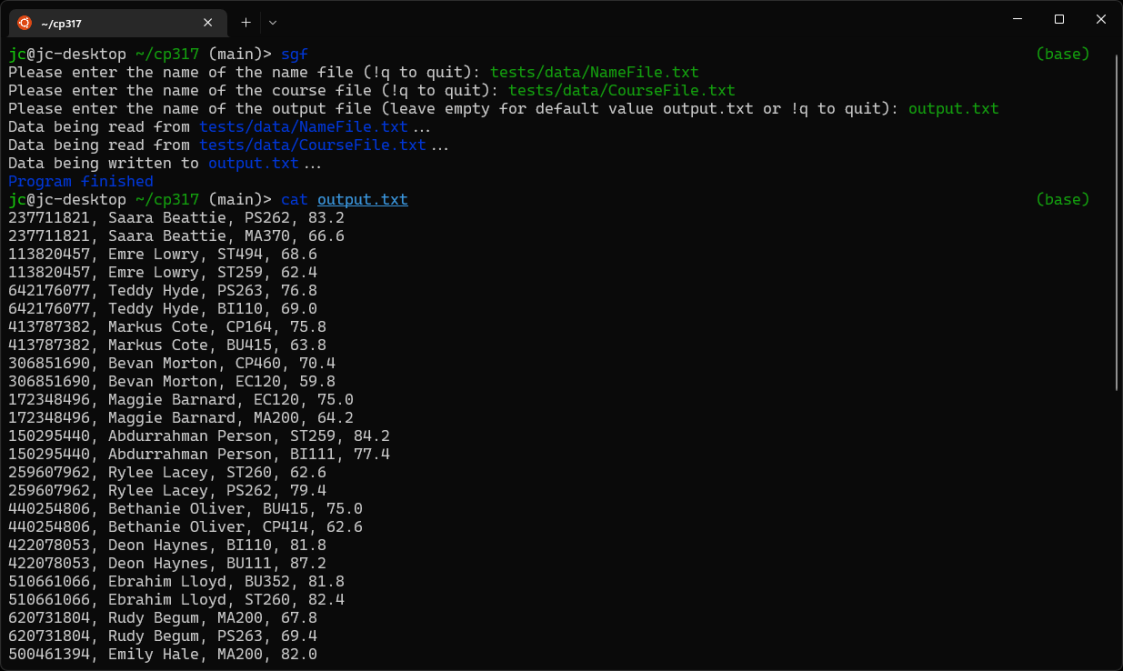 ~/cp317
jc@jc-desktop ~/cp317 (main)> sgf (base)
Please enter the name of the name file (!q to quit): tests/data/NameFile.txt
Please enter the name of the course file (!q to quit): tests/data/CourseFile.txt
Please enter the name of the output file (leave empty for default value output.txt or !q to quit): output.txt
Data being read from tests/data/NameFile.txt...
Data being read from tests/data/CourseFile.txt...
Data being written to output.txt...
Program finished
jc@jc-desktop ~/cp317 (main)> cat output.txt (base)
237711821, Saara Beattie, PS262, 83.2
237711821, Saara Beattie, MA370, 66.6
113820457, Emre Lowry, ST494, 68.6
113820457, Emre Lowry, ST259, 62.4
642176077, Teddy Hyde, PS263, 76.8
642176077, Teddy Hyde, BI110, 69.0
413787382, Markus Cote, CP164, 75.8
413787382, Markus Cote, BU415, 63.8
306851690, Bevan Morton, CP460, 70.4
306851690, Bevan Morton, EC120, 59.8
172348496, Maggie Barnard, EC120, 75.0
172348496, Maggie Barnard, MA200, 64.2
150295440, Abdurrahman Person, ST259, 84.2
150295440, Abdurrahman Person, BI111, 77.4
259607962, Rylee Lacey, ST260, 62.6
259607962, Rylee Lacey, PS262, 79.4
440254806, Bethanie Oliver, BU415, 75.0
440254806, Bethanie Oliver, CP414, 62.6
422078053, Deon Haynes, BI110, 81.8
422078053, Deon Haynes, BU111, 87.2
510661066, Ebrahim Lloyd, BU352, 81.8
510661066, Ebrahim Lloyd, ST260, 82.4
620731804, Rudy Begum, MA200, 67.8
620731804, Rudy Begum, PS263, 69.4
500461394, Emily Hale, MA200, 82.0